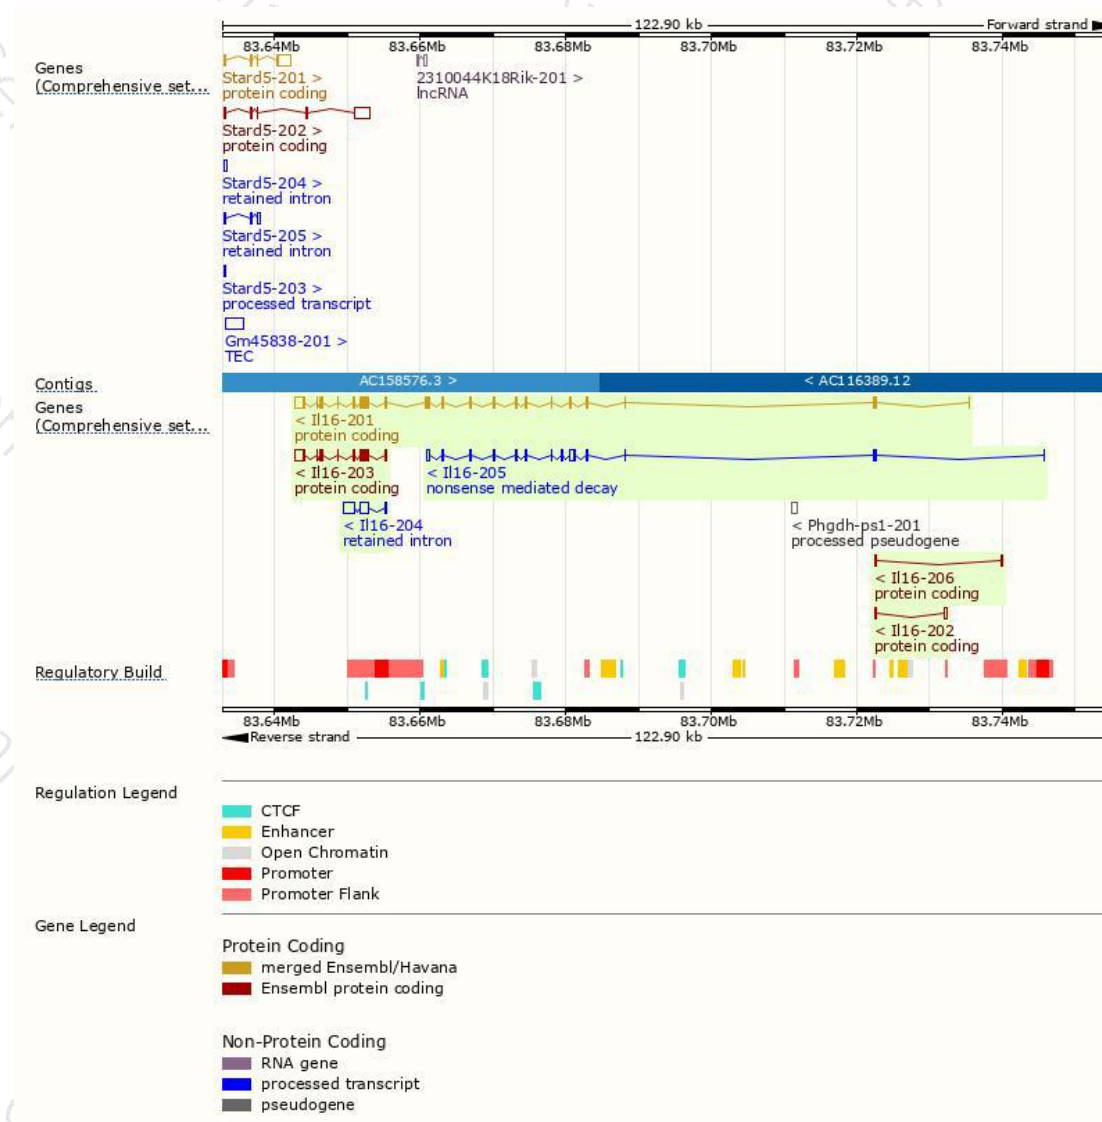 122.90 kb Forward strand
83.64Mb 83.66Mb 83.68Mb 83.70Mb 83.72Mb 83.74Mb
Genes
(Comprehensive set...
Stard5-201 >
protein coding
2310044K18Rik-201 >
lncRNA
Stard5-202 >
protein coding
Stard5-204 >
retained intron
Stard5-205 >
retained intron
Stard5-203 >
processed transcript
Gm45838-201 >
TEC
Contigs
AC158576.3 > < AC116389.12
Genes
(Comprehensive set...
< Il16-201
protein coding
< Il16-203
protein coding
< Il16-205
nonsense mediated decay
< Il16-204
retained intron
< Phgdh-ps1-201
processed pseudogene
< Il16-206
protein coding
< Il16-202
protein coding
Regulatory Build
83.64Mb 83.66Mb 83.68Mb 83.70Mb 83.72Mb 83.74Mb
Reverse strand 122.90 kb
Regulation Legend
CTCF
Enhancer
Open Chromatin
Promoter
Promoter Flank
Gene Legend
Protein Coding
merged Ensembl/Havana
Ensembl protein coding
Non-Protein Coding
RNA gene
processed transcript
pseudogene